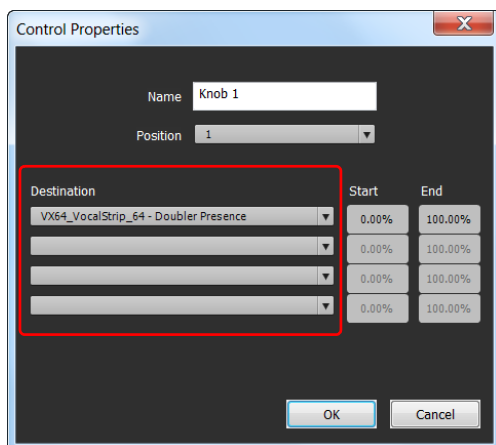 Control Properties
X
Name Knob 1
Position 1
Destination Start End
VX64_VocalStrip_64 - Doubler Presence 0.00% 100.00%
0.00% 100.00%
0.00% 100.00%
0.00% 100.00%
OK Cancel